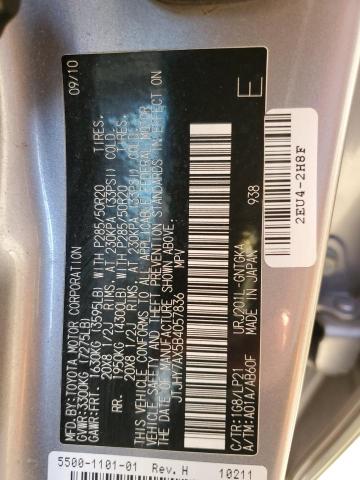 MFD. BY: TOYOTA MOTOR CORPORATION 09/10
GVWR: 3300KG (7275LB)
GAWR-FRT. 1630KG (3595LB) WITH P285/50R20 TIRES,
20X8 1/2J RIMS, AT 230KPA (33PSI) COLD.
RR. 1950KG (4300LB) WITH P285/50R20 TIRES,
20X8 1/2J RIMS, AT 230KPA (33PSI) COLD.
THIS VEHICLE CONFORMS TO ALL APPLICABLE FEDERAL MOTOR
VEHICLE SAFETY AND THEFT PREVENTION STANDARDS IN EFFECT ON
THE DATE OF MANUFACTURE SHOWN ABOVE.
JTJHY7AX5B4057836 MPV
E
C/TR: 1G0/LP21 URJ201L-GNTGKA 938
A/TM: A01A/AB60F MADE IN JAPAN
2EU4-2H8F
5500-1101-01 Rev. H 10211